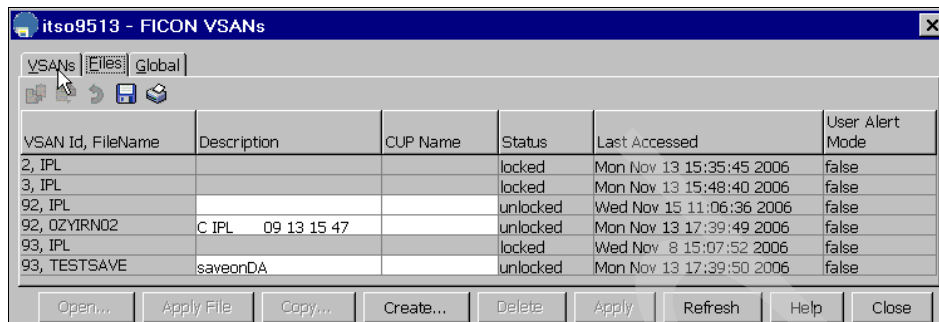 itso9513 - FICON VSANs
VSANs Files Global
VSAN Id, FileName Description CUP Name Status Last Accessed User Alert Mode
2, IPL locked Mon Nov 13 15:35:45 2006 false
3, IPL locked Mon Nov 13 15:48:40 2006 false
92, IPL unlocked Wed Nov 15 11:06:36 2006 false
92, OZYIRN02 C IPL 09 13 15 47 unlocked Mon Nov 13 17:39:49 2006 false
93, IPL locked Wed Nov 8 15:07:52 2006 false
93, TESTSAVE saveonDA unlocked Mon Nov 13 17:39:50 2006 false
Open... Apply File Copy... Create... Delete Apply Refresh Help Close